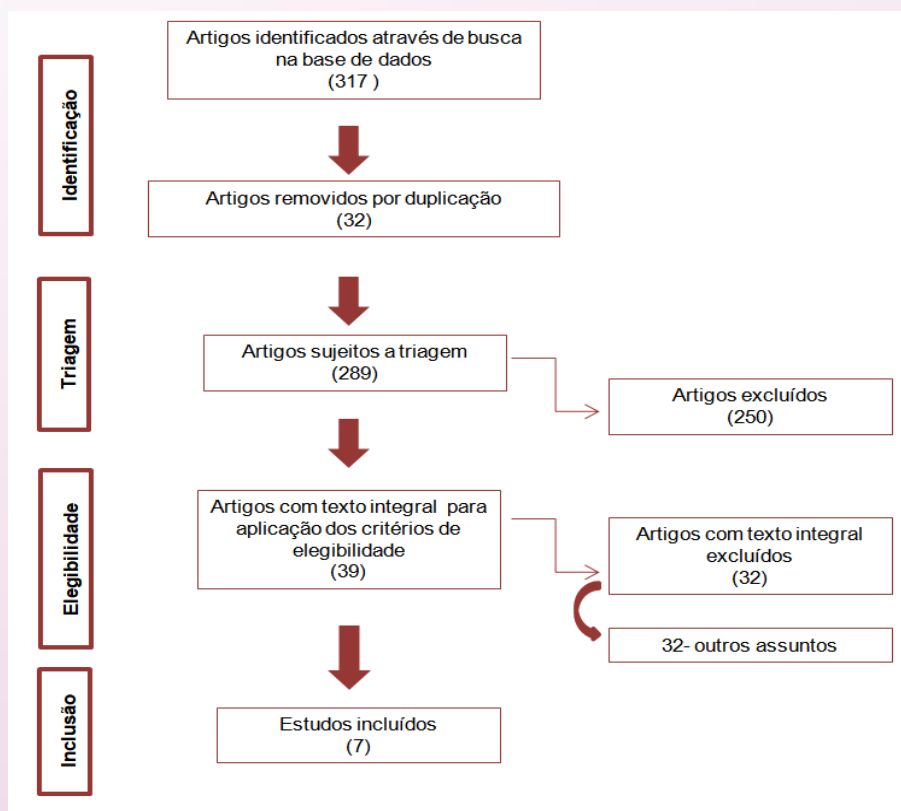 Identificação
Artigos identificados através de busca
na base de dados
(317 )
Artigos removidos por duplicação
(32)
Triagem
Artigos sujeitos a triagem
(289)
Artigos excluídos
(250)
Elegibilidade
Artigos com texto integral para
aplicação dos critérios de
elegibilidade
(39)
Artigos com texto integral
excluídos
(32)
32- outros assuntos
Inclusão
Estudos incluídos
(7)